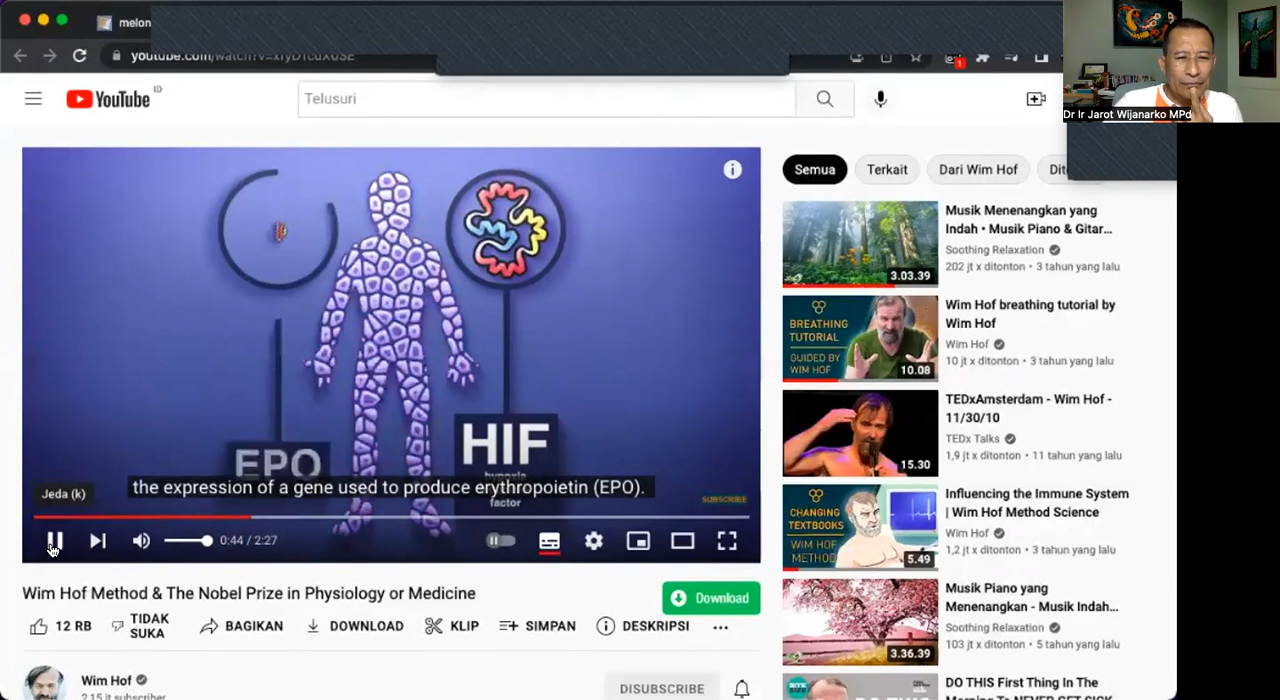 melon
YouTube ID
Telusuri
1
Dr Ir Jarot Wijanarko MPd
EPO
HIF
factor
the expression of a gene used to produce erythropoietin (EPO).
Jeda (k)
SUBSCRIBE
0:44 / 2:27
Wim Hof Method & The Nobel Prize in Physiology or Medicine
Download
12 RB
TIDAK
SUKA
BAGIKAN
DOWNLOAD
KLIP
SIMPAN
DESKRIPSI
Wim Hof
2,15 jt subscriber
DISUBSCRIBE
Semua
Terkait
Dari Wim Hof
Musik Menenangkan yang
Indah • Musik Piano & Gitar...
Soothing Relaxation
202 jt x ditonton • 3 tahun yang lalu
3.03.39
BREATHING
TUTORIAL
GUIDED
BY WIM HOF
10.08
Wim Hof breathing tutorial by
Wim Hof
Wim Hof
10 jt x ditonton • 3 tahun yang lalu
15.30
TEDxAmsterdam - Wim Hof -
11/30/10
TEDx Talks
1,9 jt x ditonton • 11 tahun yang lalu
CHANGING
TEXTBOOKS
WIM HOF
METHOD
5.49
Influencing the Immune System
| Wim Hof Method Science
Wim Hof
1,2 jt x ditonton • 3 tahun yang lalu
3.36.39
Musik Piano yang
Menenangkan - Musik Indah...
Soothing Relaxation
103 jt x ditonton • 5 tahun yang lalu
DO THIS First Thing In The